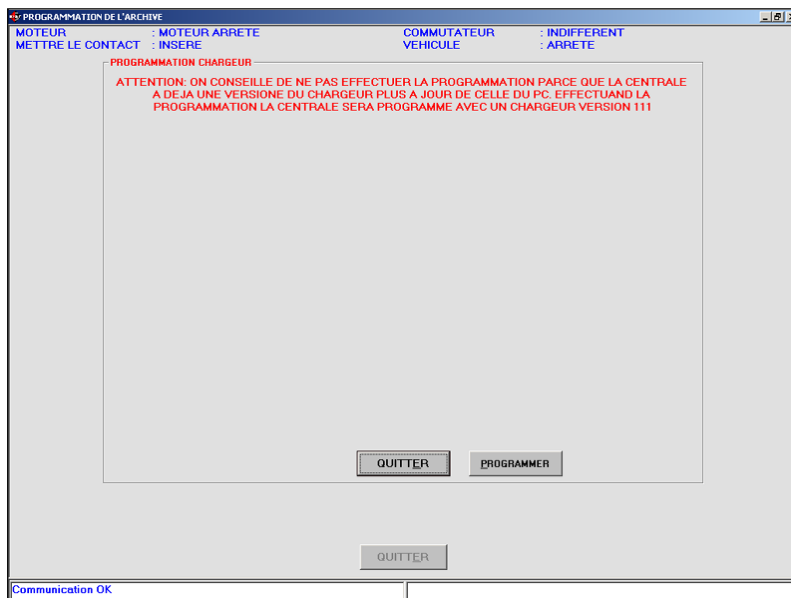 PROGRAMMATION DE L'ARCHIVE
MOTEUR : MOTEUR ARRETE COMMUTATEUR : INDIFFERENT
METTRE LE CONTACT : INSERE VEHICULE : ARRETE
PROGRAMMATION CHARGEUR
ATTENTION: ON CONSEILLE DE NE PAS EFFECTUER LA PROGRAMMATION PARCE QUE LA CENTRALE
A DEJA UNE VERSIONE DU CHARGEUR PLUS A JOUR DE CELLE DU PC. EFFECTUAND LA
PROGRAMMATION LA CENTRALE SERA PROGRAMME AVEC UN CHARGEUR VERSION 111
QUITTER PROGRAMMER
QUITTER
Communication OK